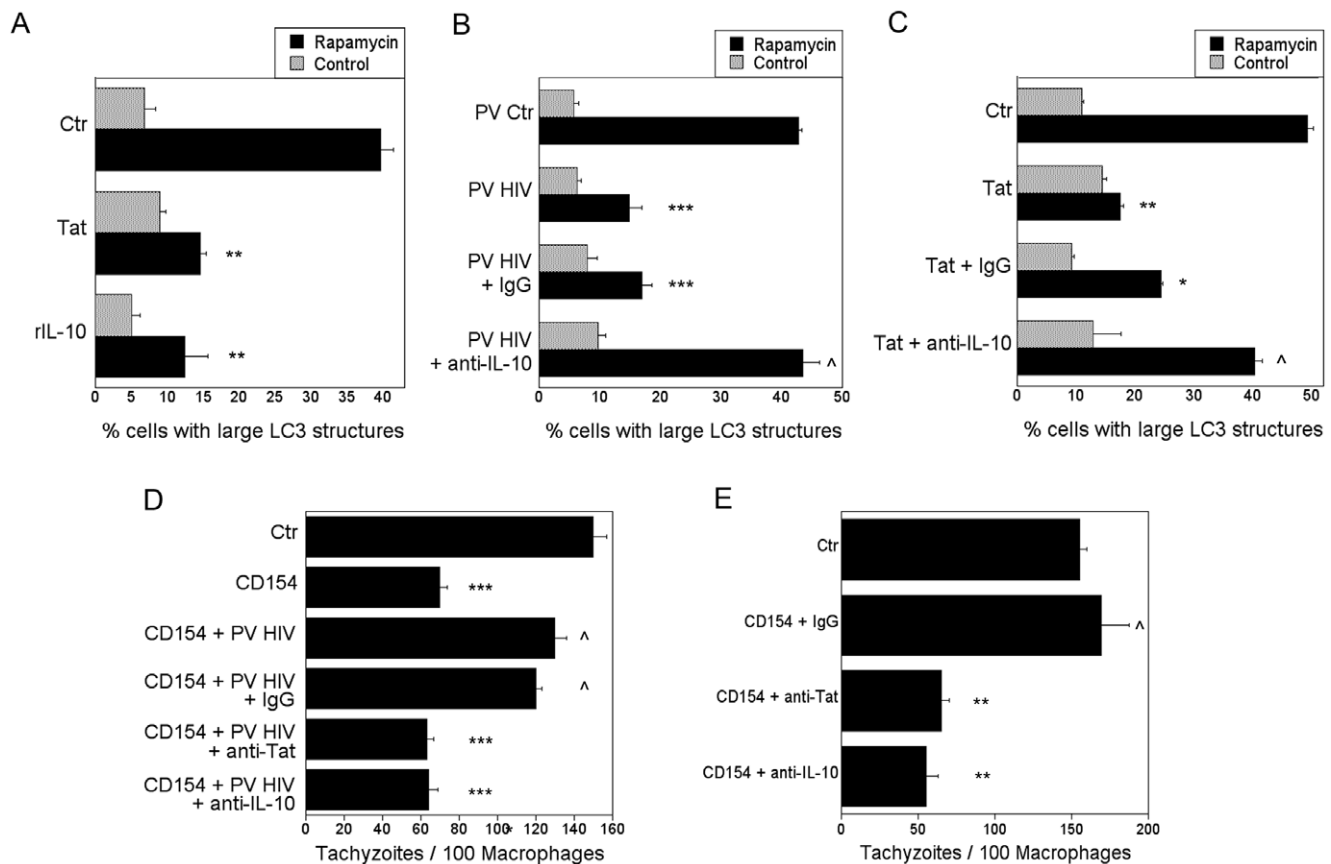 A
Rapamycin
Control
Ctr
Tat
**
rIL-10
**
0 5 10 15 20 30 40
% cells with large LC3 structures
B
Rapamycin
Control
PV Ctr
PV HIV
***
PV HIV
+ IgG
***
PV HIV
+ anti-IL-10
^
0 10 20 30 40 50
% cells with large LC3 structures
C
Rapamycin
Control
Ctr
Tat
**
Tat + IgG
*
Tat + anti-IL-10
^
0 10 20 30 40 50
% cells with large LC3 structures
D
Ctr
CD154
***
CD154 + PV HIV
^
CD154 + PV HIV
+ IgG
^
CD154 + PV HIV
+ anti-Tat
***
CD154 + PV HIV
+ anti-IL-10
***
0 20 40 60 80 100 * 120 140 160
Tachyzoites / 100 Macrophages
E
Ctr
CD154 + IgG
^
CD154 + anti-Tat
**
CD154 + anti-IL-10
**
0 50 100 150 200
Tachyzoites / 100 Macrophages